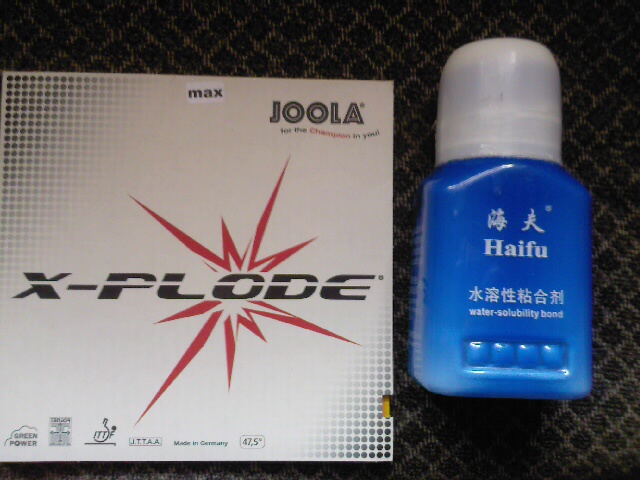 max
JOOLA®
for the Champion in you!
X-PLODE®
GREEN
POWER
ITTF
J.T.T.A.A
Made in Germany
47,5°
海夫®
Haifu
水溶性粘合剂
water-solubility bond